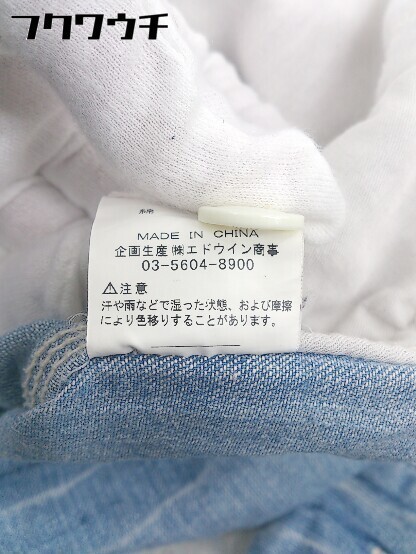 フクワウチ
綿
MADE IN CHINA
企画生産㈱エドウイン商事
03-5604-8900
⚠注意
汗や雨などで湿った状態、および摩擦
により色移りすることがあります。